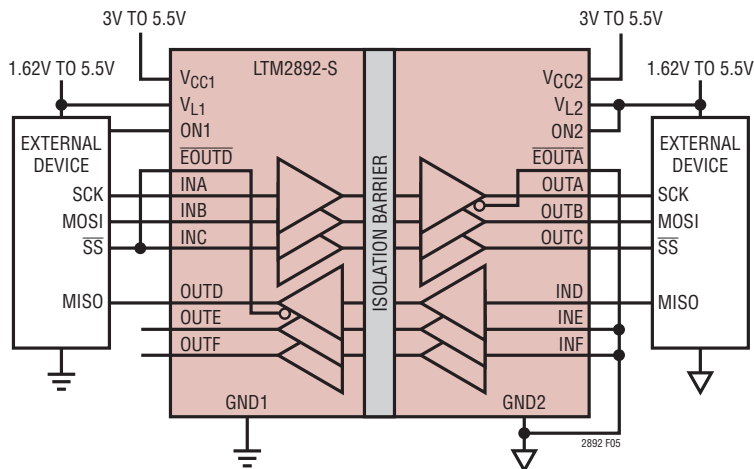 3V TO 5.5V
3V TO 5.5V
1.62V TO 5.5V
LTM2892-S
1.62V TO 5.5V
VCC1
VCC2
VL1
VL2
ON1
ON2
EXTERNAL
DEVICE
EXTERNAL
DEVICE
EOUTD
EOUTA
SCK
INA
OUTA
SCK
MOSI
INB
OUTB
MOSI
SS
INC
OUTC
SS
ISOLATION BARRIER
MISO
OUTD
IND
MISO
OUTE
INE
OUTF
INF
GND1
GND2
2892 F05